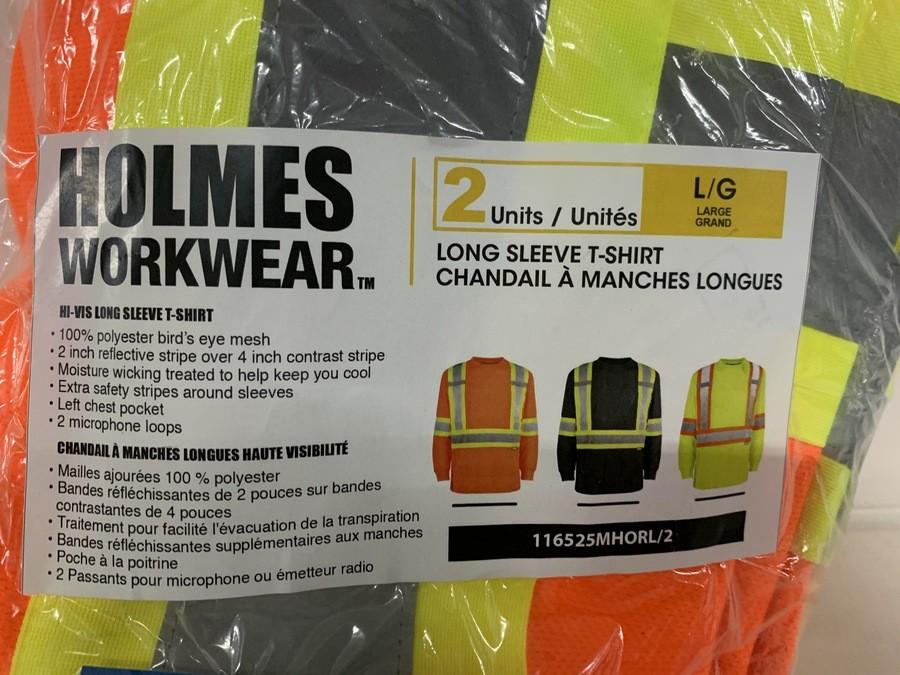 HOLMES
WORKWEAR™
HI-VIS LONG SLEEVE T-SHIRT
• 100% polyester bird's eye mesh
• 2 inch reflective stripe over 4 inch contrast stripe
• Moisture wicking treated to help keep you cool
• Extra safety stripes around sleeves
• Left chest pocket
• 2 microphone loops
CHANDAIL À MANCHES LONGUES HAUTE VISIBILITÉ
• Mailles ajourées 100 % polyester
• Bandes réfléchissantes de 2 pouces sur bandes
contrastantes de 4 pouces
• Traitement pour facilité l'évacuation de la transpiration
• Bandes réfléchissantes supplémentaires aux manches
• Poche à la poitrine
• 2 Passants pour microphone ou émetteur radio
2 Units / Unités
L/G
LARGE
GRAND
LONG SLEEVE T-SHIRT
CHANDAIL À MANCHES LONGUES
116525MHORL/2